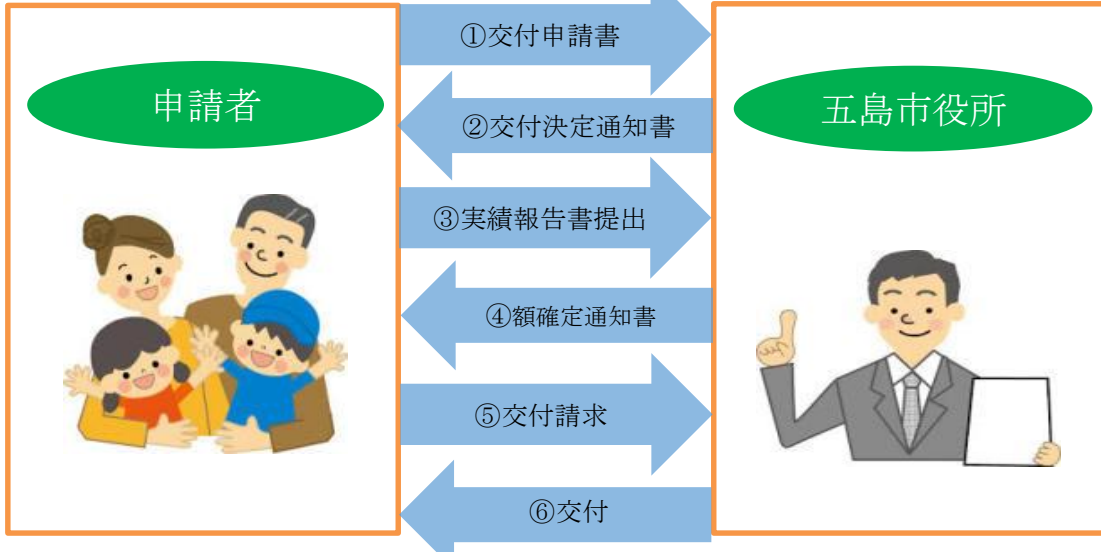 申請者
①交付申請書
②交付決定通知書
③実績報告書提出
④額確定通知書
⑤交付請求
⑥交付
五島市役所